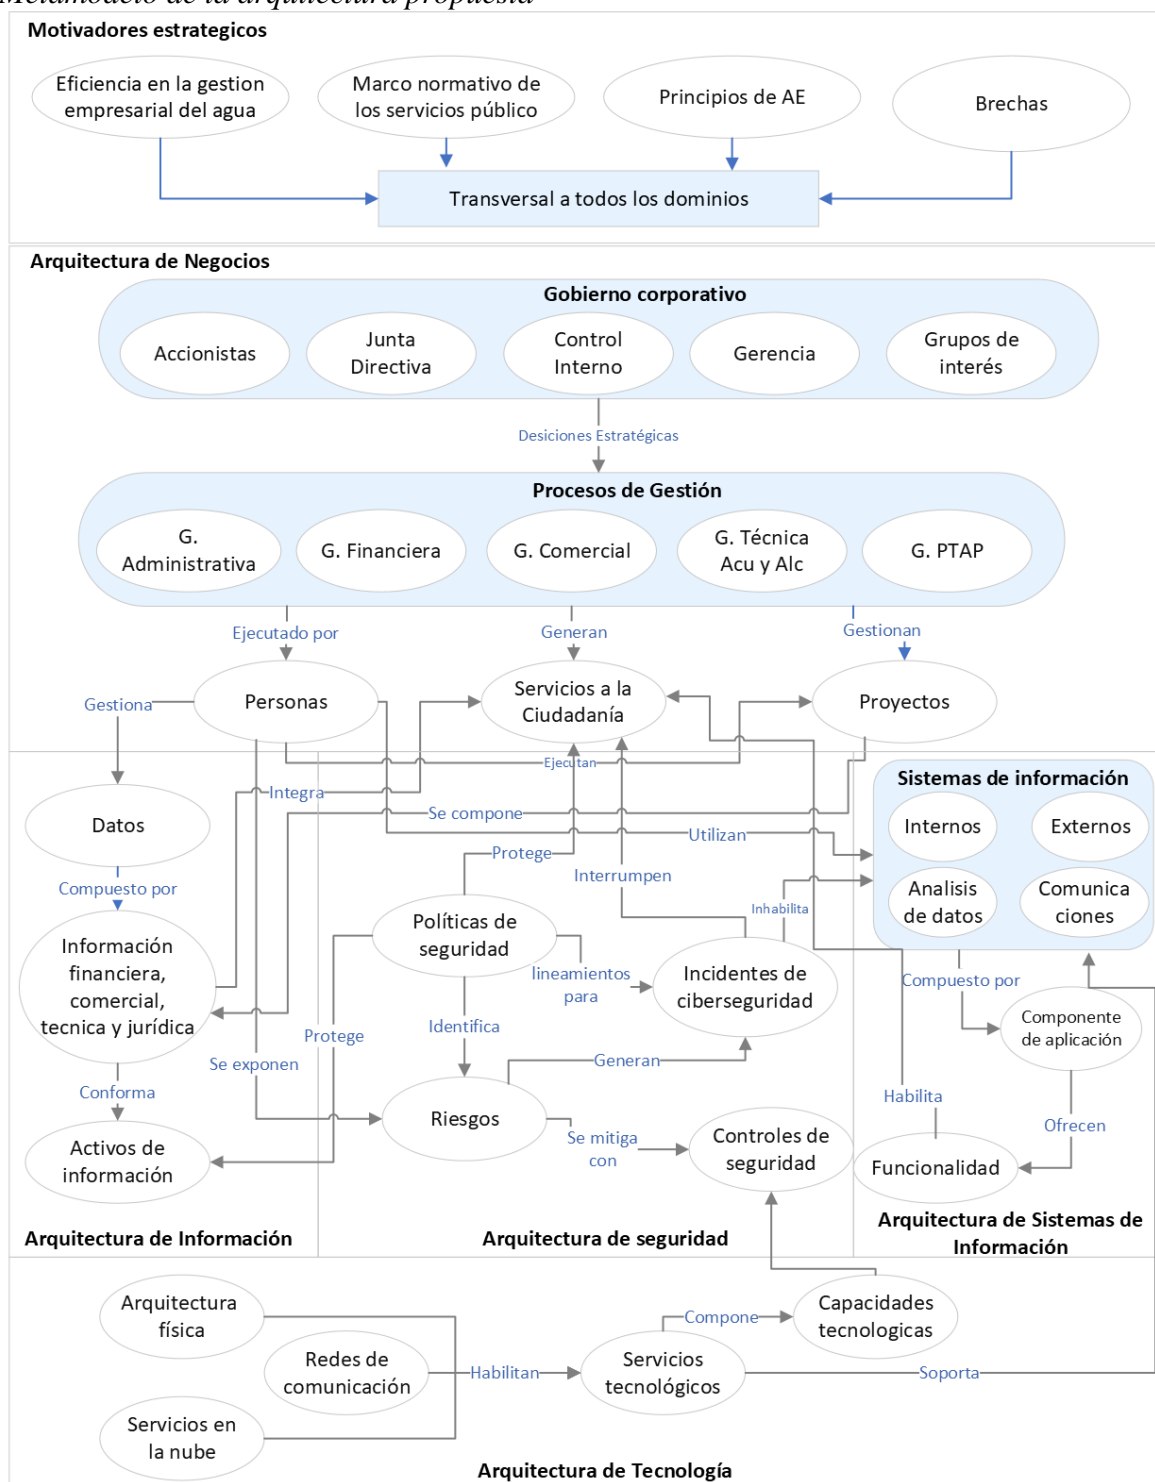 Metamodelo de la arquitectura propuesta
Motivadores estrategicos
Eficiencia en la gestion
empresarial del agua
Marco normativo de
los servicios público
Principios de AE
Brechas
Transversal a todos los dominios
Arquitectura de Negocios
Gobierno corporativo
Accionistas
Junta
Directiva
Control
Interno
Gerencia
Grupos de
interés
Desiciones Estratégicas
Procesos de Gestión
G.
Administrativa
G. Financiera
G. Comercial
G. Técnica
Acu y Alc
G. PTAP
Ejecutado por
Generan
Gestionan
Gestiona
Personas
Servicios a la
Ciudadanía
Proyectos
Ejecutan
Integra
Se compone
Utilizan
Datos
Compuesto por
Información
financiera,
comercial,
tecnica y jurídica
Conforma
Activos de
información
Se exponen
Protege
Protege
Interrumpen
Inhabilita
Políticas de
seguridad
lineamientos
para
Incidentes de
ciberseguridad
Identifica
Generan
Riesgos
Se mitiga
con
Controles de
seguridad
Sistemas de información
Internos
Externos
Analisis
de datos
Comunica
ciones
Compuesto por
Componente
de aplicación
Habilita
Ofrecen
Funcionalidad
Arquitectura de Información
Arquitectura de seguridad
Arquitectura de Sistemas de
Información
Arquitectura
física
Redes de
comunicación
Servicios en
la nube
Habilitan
Servicios
tecnológicos
Compone
Capacidades
tecnologicas
Soporta
Arquitectura de Tecnología